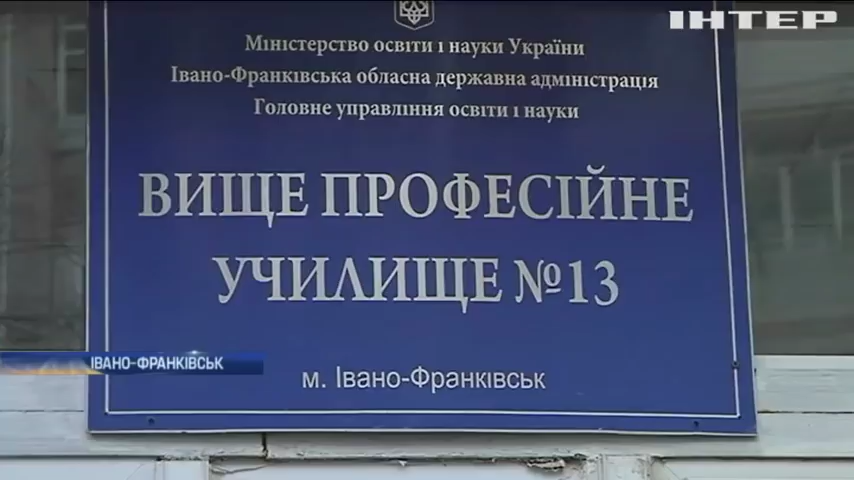 ІНТЕР
Міністерство освіти і науки України
Івано-Франківська обласна державна адміністрація
Головне управління освіти і науки
ВИЩЕ ПРОФЕСІЙНЕ
УЧИЛИЩЕ №13
ІВАНО-ФРАНКІВСЬК
м. Івано-Франківськ